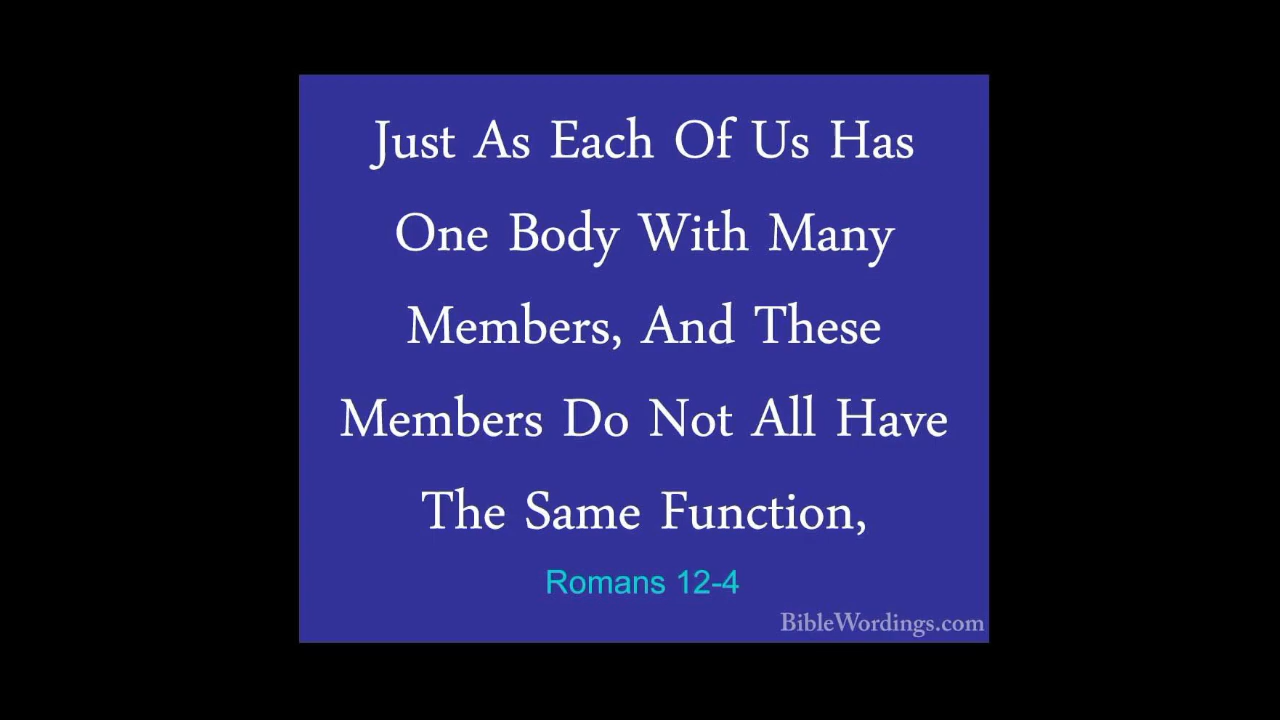 Just As Each Of Us Has
One Body With Many
Members, And These
Members Do Not All Have
The Same Function,
Romans 12-4
BibleWordings.com